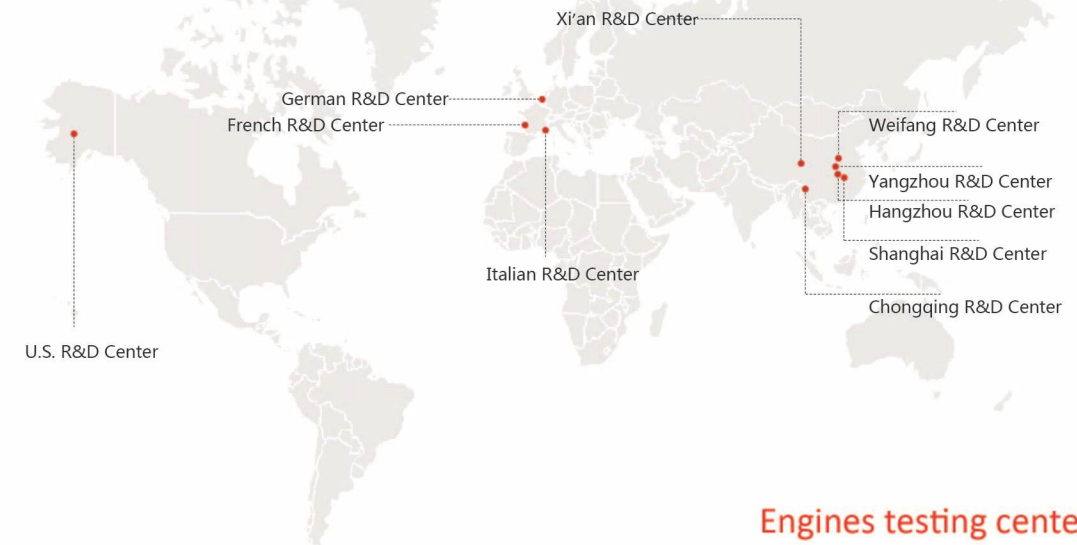 Xi'an R&D Center
German R&D Center
French R&D Center
Weifang R&D Center
Yangzhou R&D Center
Hangzhou R&D Center
Shanghai R&D Center
Italian R&D Center
Chongqing R&D Center
U.S. R&D Center
Engines testing cente